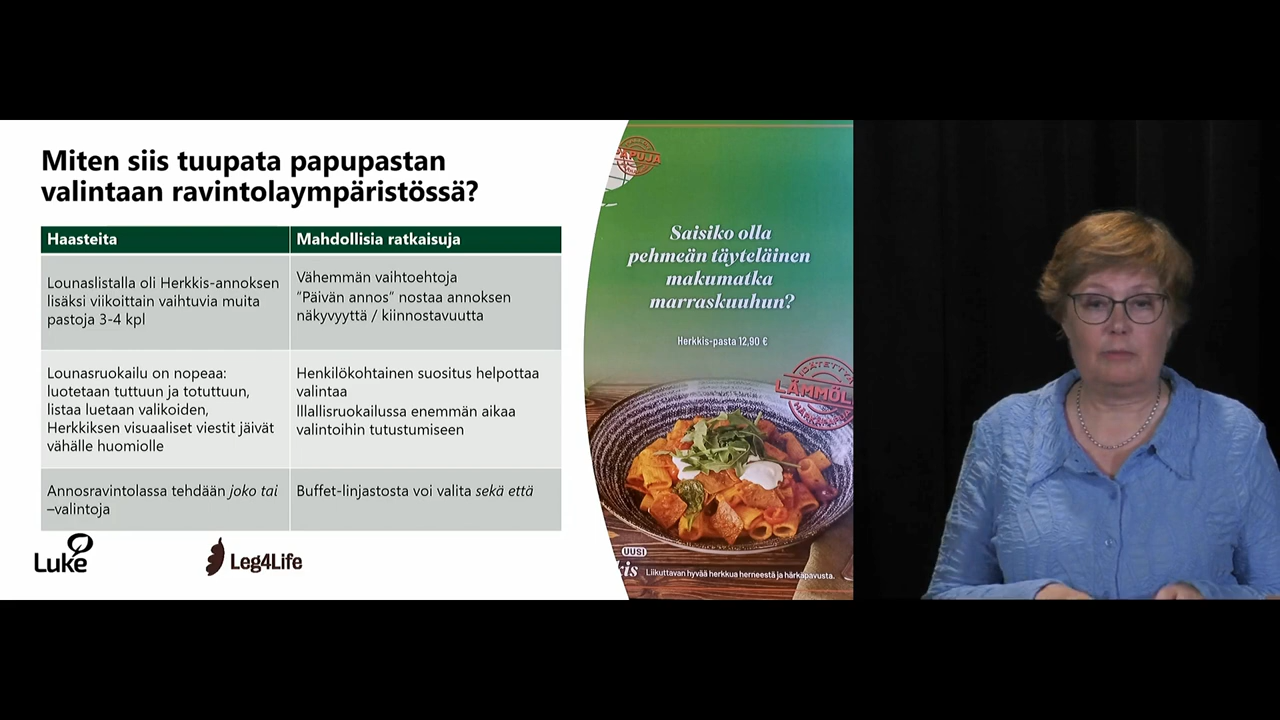 Miten siis tuupata papupastan
valintaan ravintolaympäristössä?
Haasteita
Mahdollisia ratkaisuja
Lounaslistalla oli Herkkis-annoksen
lisäksi viikoittain vaihtuvia muita
pastoja 3-4 kpl
Vähemmän vaihtoehtoja
”Päivän annos” nostaa annoksen
näkyvyyttä / kiinnostavuutta
Lounasruokailu on nopeaa:
luotetaan tuttuun ja totuttuun,
listaa luetaan valikoiden,
Herkkiksen visuaaliset viestit jäivät
vähälle huomiolle
Henkilökohtainen suositus helpottaa
valintaa
Illallisruokailussa enemmän aikaa
valintoihin tutustumiseen
Annosravintolassa tehdään joko tai
–valintoja
Buffet-linjastosta voi valita sekä että
Luke
Leg4Life
PAPUJA
Saisiko olla
pehmeän täyteläinen
makumatka
marraskuuhun?
Herkkis-pasta 12,90 €
LÄMMÖL
UUSI
kis
Liikuttavan hyvää herkkua herneestä ja härkäpavusta.